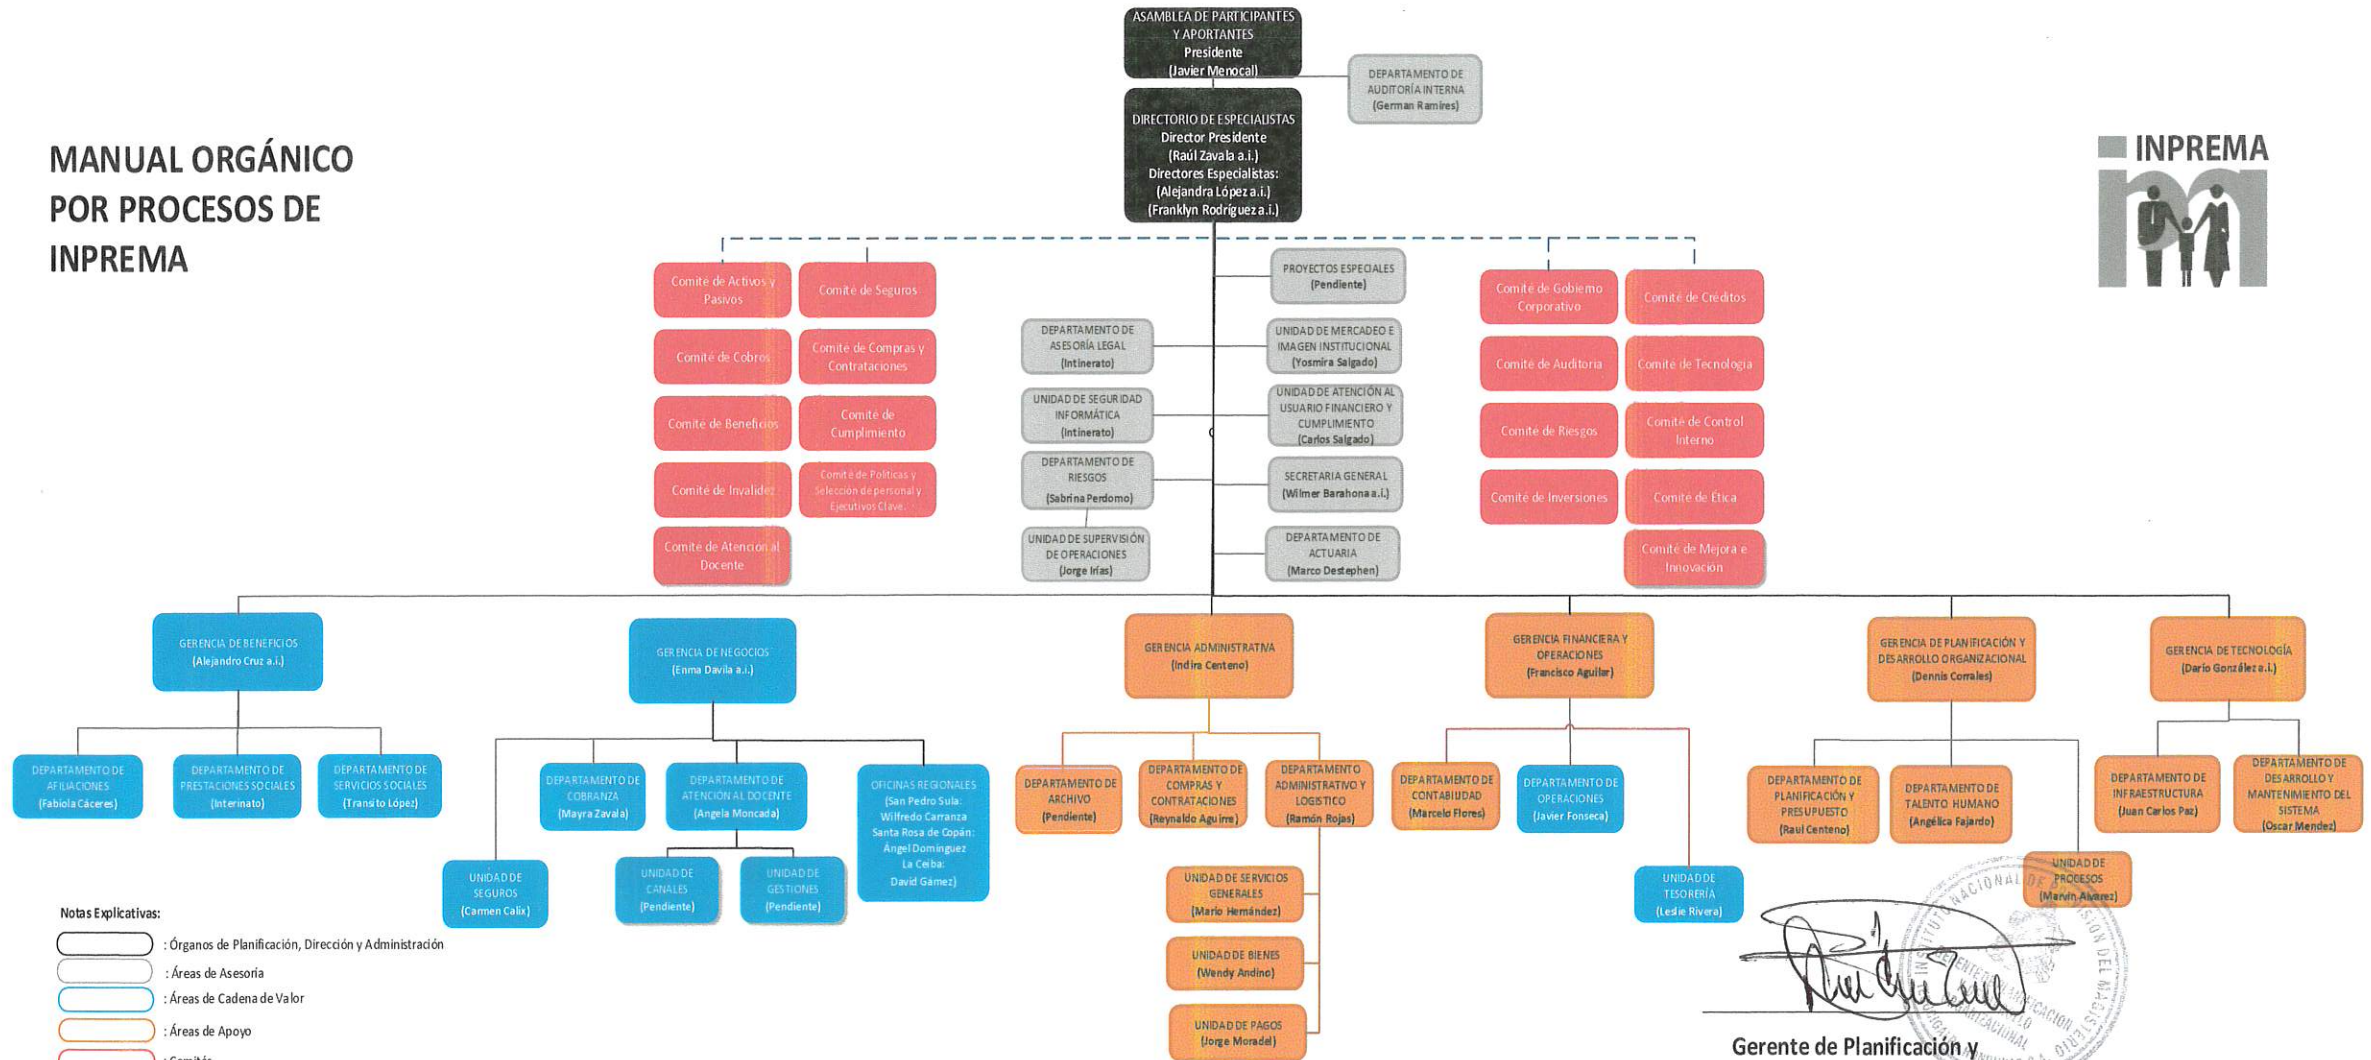 ASAMBLEA DE PARTICIPANTES
Y APORTANTES
Presidente
(Javier Menocal)
DEPARTAMENTO DE
AUDITORÍA INTERNA
(German Ramires)
DIRECTORIO DE ESPECIALISTAS
Director Presidente
(Raúl Zavala a.i.)
Directores Especialistas:
(Alejandra López a.i.)
(Franklyn Rodríguez a.i.)
MANUAL ORGÁNICO
POR PROCESOS DE
INPREMA
INPREMA
Comité de Activos y
Pasivos
Comité de Seguros
Comité de Cobros
Comité de Compras y
Contrataciones
Comité de Beneficios
Comité de
Cumplimiento
Comité de Invalidez
Comité de Politicas y
Selección de personal y
Ejecutivos Clave.
Comité de Atención al
Docente
PROYECTOS ESPECIALES
(Pendiente)
DEPARTAMENTO DE
ASESORÍA LEGAL
(Intinerato)
UNIDAD DE MERCADEO E
IMAGEN INSTITUCIONAL
(Yosmira Salgado)
UNIDAD DE SEGURIDAD
INFORMÁTICA
(Intinerato)
UNIDAD DE ATENCIÓN AL
USUARIO FINANCIERO Y
CUMPLIMIENTO
(Carlos Salgado)
DEPARTAMENTO DE
RIESGOS
(Sabrina Perdomo)
SECRETARIA GENERAL
(Wilmer Barahona a.i.)
UNIDAD DE SUPERVISIÓN
DE OPERACIONES
(Jorge Irías)
DEPARTAMENTO DE
ACTUARIA
(Marco Destephen)
Comité de Gobierno
Corporativo
Comité de Créditos
Comité de Auditoria
Comité de Tecnologia
Comité de Riesgos
Comité de Control
Interno
Comité de Inversiones
Comité de Ética
Comité de Mejora e
Innovación
GERENCIA DE BENEFICIOS
(Alejandro Cruz a.i.)
GERENCIA DE NEGOCIOS
(Enma Davila a.i.)
GERENCIA ADMINISTRATIVA
(Indira Centeno)
GERENCIA FINANCIERA Y
OPERACIONES
(Francisco Aguilar)
GERENCIA DE PLANIFICACIÓN Y
DESARROLLO ORGANIZACIONAL
(Dennis Corrales)
GERENCIA DE TECNOLOGÍA
(Darío González a.i.)
DEPARTAMENTO DE
AFILIACIONES
(Fabiola Cáceres)
DEPARTAMENTO DE
PRESTACIONES SOCIALES
(Interinato)
DEPARTAMENTO DE
SERVICIOS SOCIALES
(Transito López)
UNIDAD DE
SEGUROS
(Carmen Calix)
DEPARTAMENTO DE
COBRANZA
(Mayra Zavala)
DEPARTAMENTO DE
ATENCIÓN AL DOCENTE
(Angela Moncada)
UNIDAD DE
CANALES
(Pendiente)
UNIDAD DE
GESTIONES
(Pendiente)
OFICINAS REGIONALES
(San Pedro Sula:
Wilfredo Carranza
Santa Rosa de Copán:
Ángel Dominguez
La Ceiba:
David Gámez)
DEPARTAMENTO DE
ARCHIVO
(Pendiente)
DEPARTAMENTO DE
COMPRAS Y
CONTRATACIONES
(Reynaldo Aguirre)
DEPARTAMENTO
ADMINISTRATIVO Y
LOGISTICO
(Ramón Rojas)
UNIDAD DE SERVICIOS
GENERALES
(Mario Hernández)
UNIDAD DE BIENES
(Wendy Andino)
UNIDAD DE PAGOS
(Jorge Moradel)
DEPARTAMENTO DE
CONTABILIDAD
(Marcelo Flores)
DEPARTAMENTO DE
OPERACIONES
(Javier Fonseca)
UNIDAD DE
TESORERÍA
(Leslie Rivera)
DEPARTAMENTO DE
PLANIFICACIÓN Y
PRESUPUESTO
(Raul Centeno)
DEPARTAMENTO DE
TALENTO HUMANO
(Angélica Fajardo)
UNIDAD DE
PROCESOS
(Marvin Alvarez)
DEPARTAMENTO DE
INFRAESTRUCTURA
(Juan Carlos Paz)
DEPARTAMENTO DE
DESARROLLO Y
MANTENIMIENTO DEL
SISTEMA
(Oscar Mendez)
Notas Explicativas:
: Órganos de Planificación, Dirección y Administración
: Áreas de Asesoría
: Áreas de Cadena de Valor
: Áreas de Apoyo
: Comités
INSTITUTO NACIONAL DE PREVISION DEL MAGISTERIO
Gerente de Planificación y